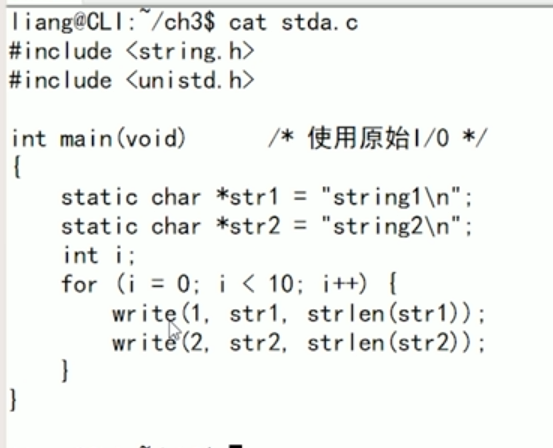 liang@CLI:~/ch3$ cat stda.c
#include <string.h>
#include <unistd.h>
int main(void)      /* 使用原始I/O */
{
    static char *str1 = "string1\n";
    static char *str2 = "string2\n";
    int i;
    for (i = 0; i < 10; i++) {
        write(1, str1, strlen(str1));
        write(2, str2, strlen(str2));
    }
}